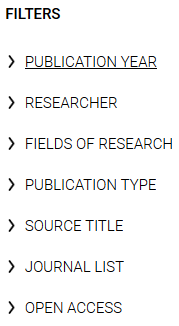 FILTERS
PUBLICATION YEAR
RESEARCHER
FIELDS OF RESEARCH
PUBLICATION TYPE
SOURCE TITLE
JOURNAL LIST
OPEN ACCESS